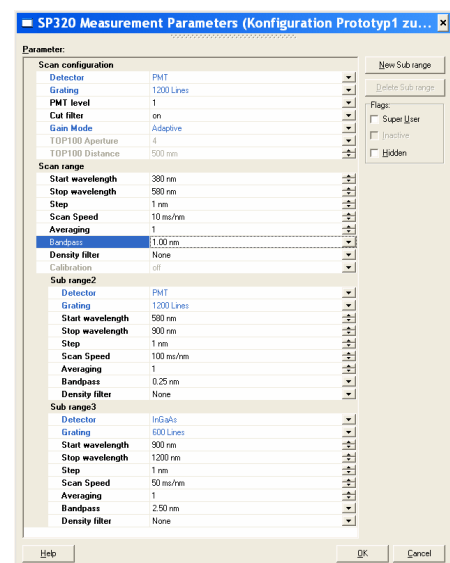 SP320 Measurement Parameters (Konfiguration Prototyp1 zu...
Parameter:
Scan configuration
Detector PMT
Grating 1200 Lines
PMT level 1
Cut filter on
Gain Mode Adaptive
TOP100 Aperture 4
TOP100 Distance 500 mm
Scan range
Start wavelength 380 nm
Stop wavelength 580 nm
Step 1 nm
Scan Speed 10 ms/nm
Averaging 1
Bandpass 1.00 nm
Density filter None
Calibration off
Sub range2
Detector PMT
Grating 1200 Lines
Start wavelength 580 nm
Stop wavelength 900 nm
Step 1 nm
Scan Speed 100 ms/nm
Averaging 1
Bandpass 0.25 nm
Density filter None
Sub range3
Detector InGaAs
Grating 600 Lines
Start wavelength 900 nm
Stop wavelength 1200 nm
Step 1 nm
Scan Speed 50 ms/nm
Averaging 1
Bandpass 2.50 nm
Density filter None
New Sub range
Delete Sub range
Flags:
Super User
Inactive
Hidden
Help
OK
Cancel